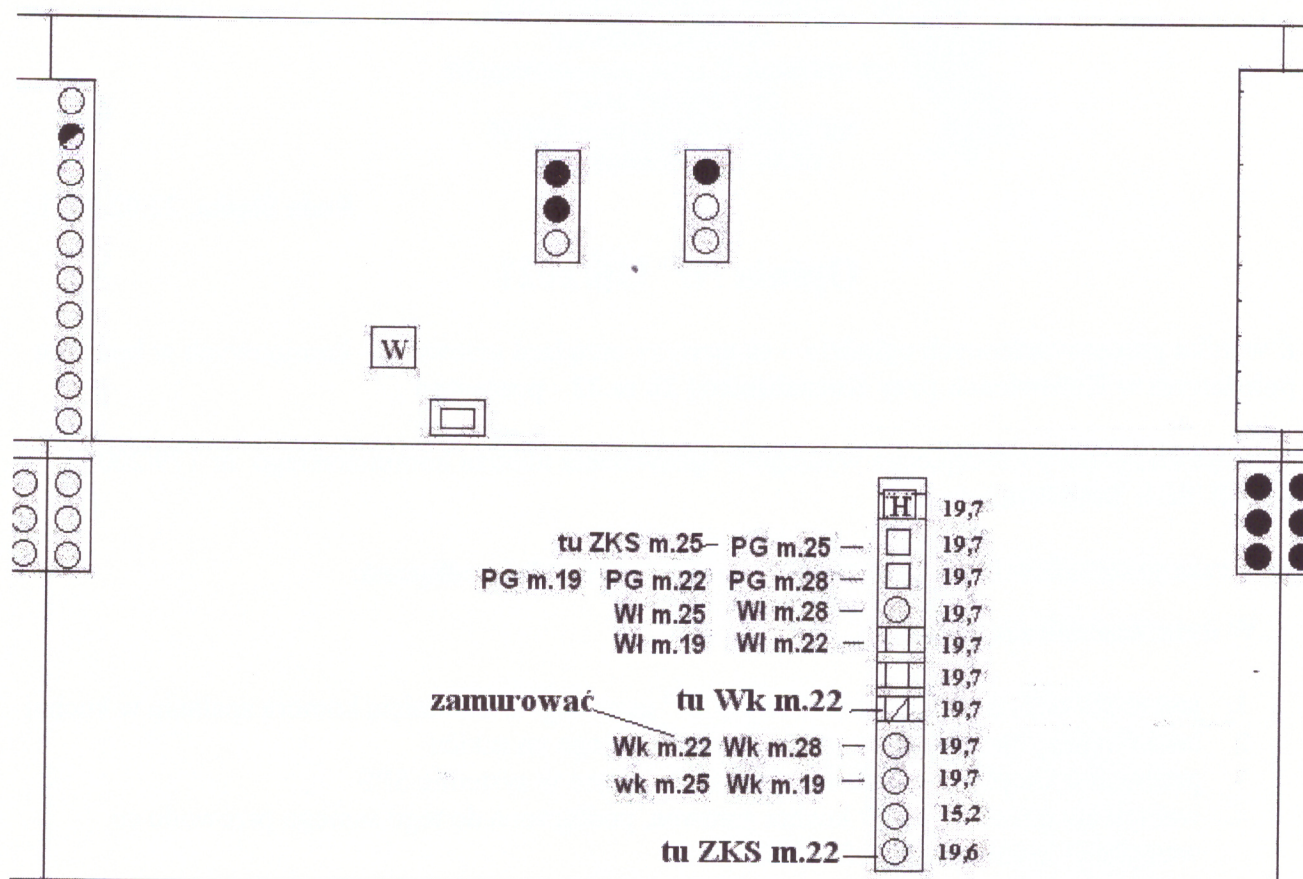 W
H 19,7
tu ZKS m.25 PG m.25 19,7
PG m.19 PG m.22 PG m.28 19,7
Wł m.25 Wł m.28 19,7
Wł m.19 Wł m.22 19,7
19,7
zamurować tu Wk m.22 19,7
Wk m.22 Wk m.28 19,7
wk m.25 Wk m.19 19,7
15,2
tu ZKS m.22 19,6